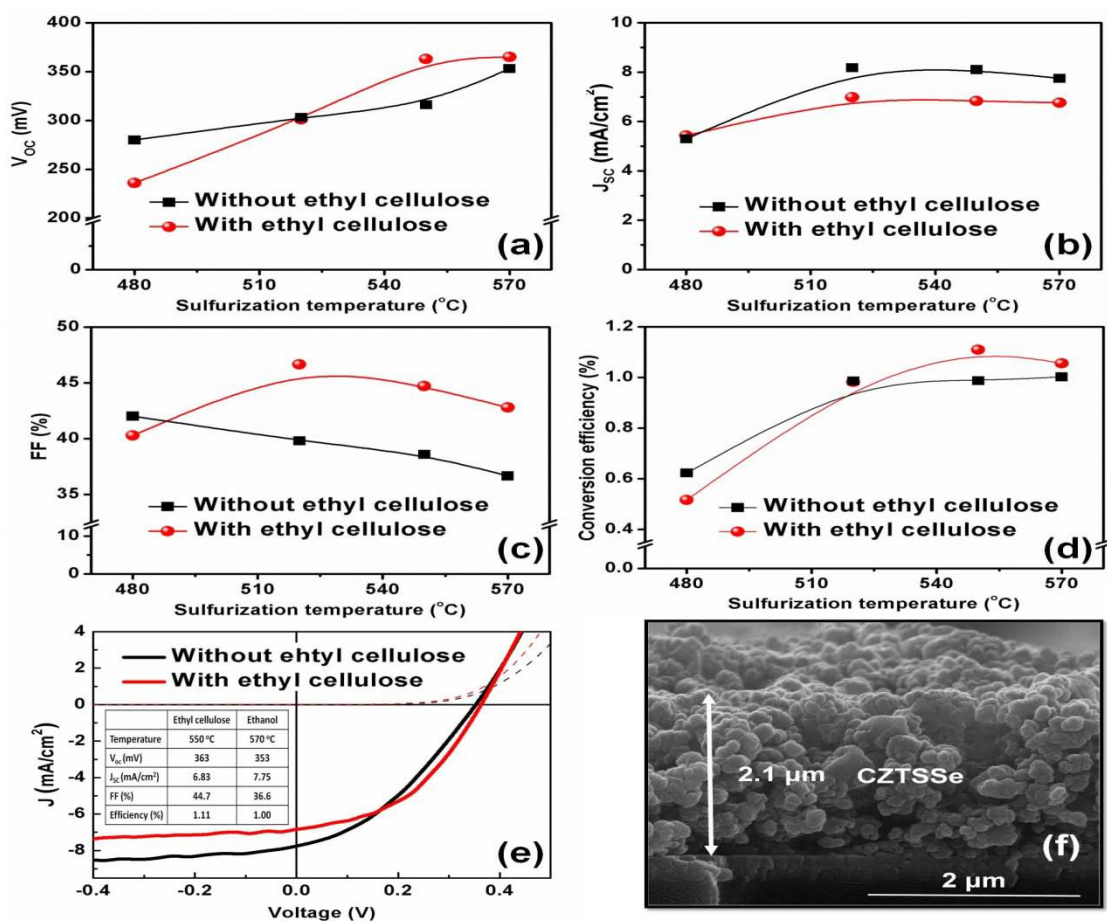 400
350
300
250
200
0
V_OC (mV)
Without ethyl cellulose
With ethyl cellulose
(a)
480 510 540 570
Sulfurization temperature (°C)
10
8
6
4
2
0
J_SC (mA/cm²)
Without ethyl cellulose
With ethyl cellulose
(b)
480 510 540 570
Sulfurization temperature (°C)
50
45
40
35
10
0
FF (%)
Without ethyl cellulose
With ethyl cellulose
(c)
480 510 540 570
Sulfurization temperature (°C)
1.2
1.0
0.8
0.6
0.4
0.0
Conversion efficiency (%)
Without ethyl cellulose
With ethyl cellulose
(d)
480 510 540 570
Sulfurization temperature (°C)
4
2
0
-2
-4
-6
-8
J (mA/cm²)
Without ehtyl cellulose
With ethyl cellulose
Ethyl cellulose Ethanol
Temperature 550 °C 570 °C
V_oc (mV) 363 353
J_SC (mA/cm²) 6.83 7.75
FF (%) 44.7 36.6
Efficiency (%) 1.11 1.00
(e)
-0.4 -0.2 0.0 0.2 0.4
Voltage (V)
2.1 µm
CZTSSe
(f)
2 µm